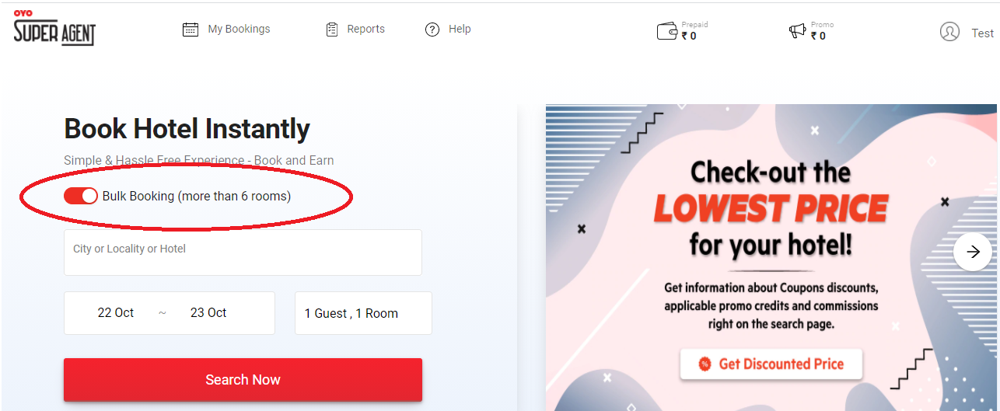 OYO
SUPER AGENT
My Bookings
Reports
Help
Prepaid
₹ 0
Promo
₹ 0
Test
Book Hotel Instantly
Simple & Hassle Free Experience - Book and Earn
Bulk Booking (more than 6 rooms)
City or Locality or Hotel
22 Oct ~ 23 Oct
1 Guest , 1 Room
Search Now
Check-out the
LOWEST PRICE
for your hotel!
Get information about Coupons discounts,
applicable promo credits and commissions
right on the search page.
% Get Discounted Price